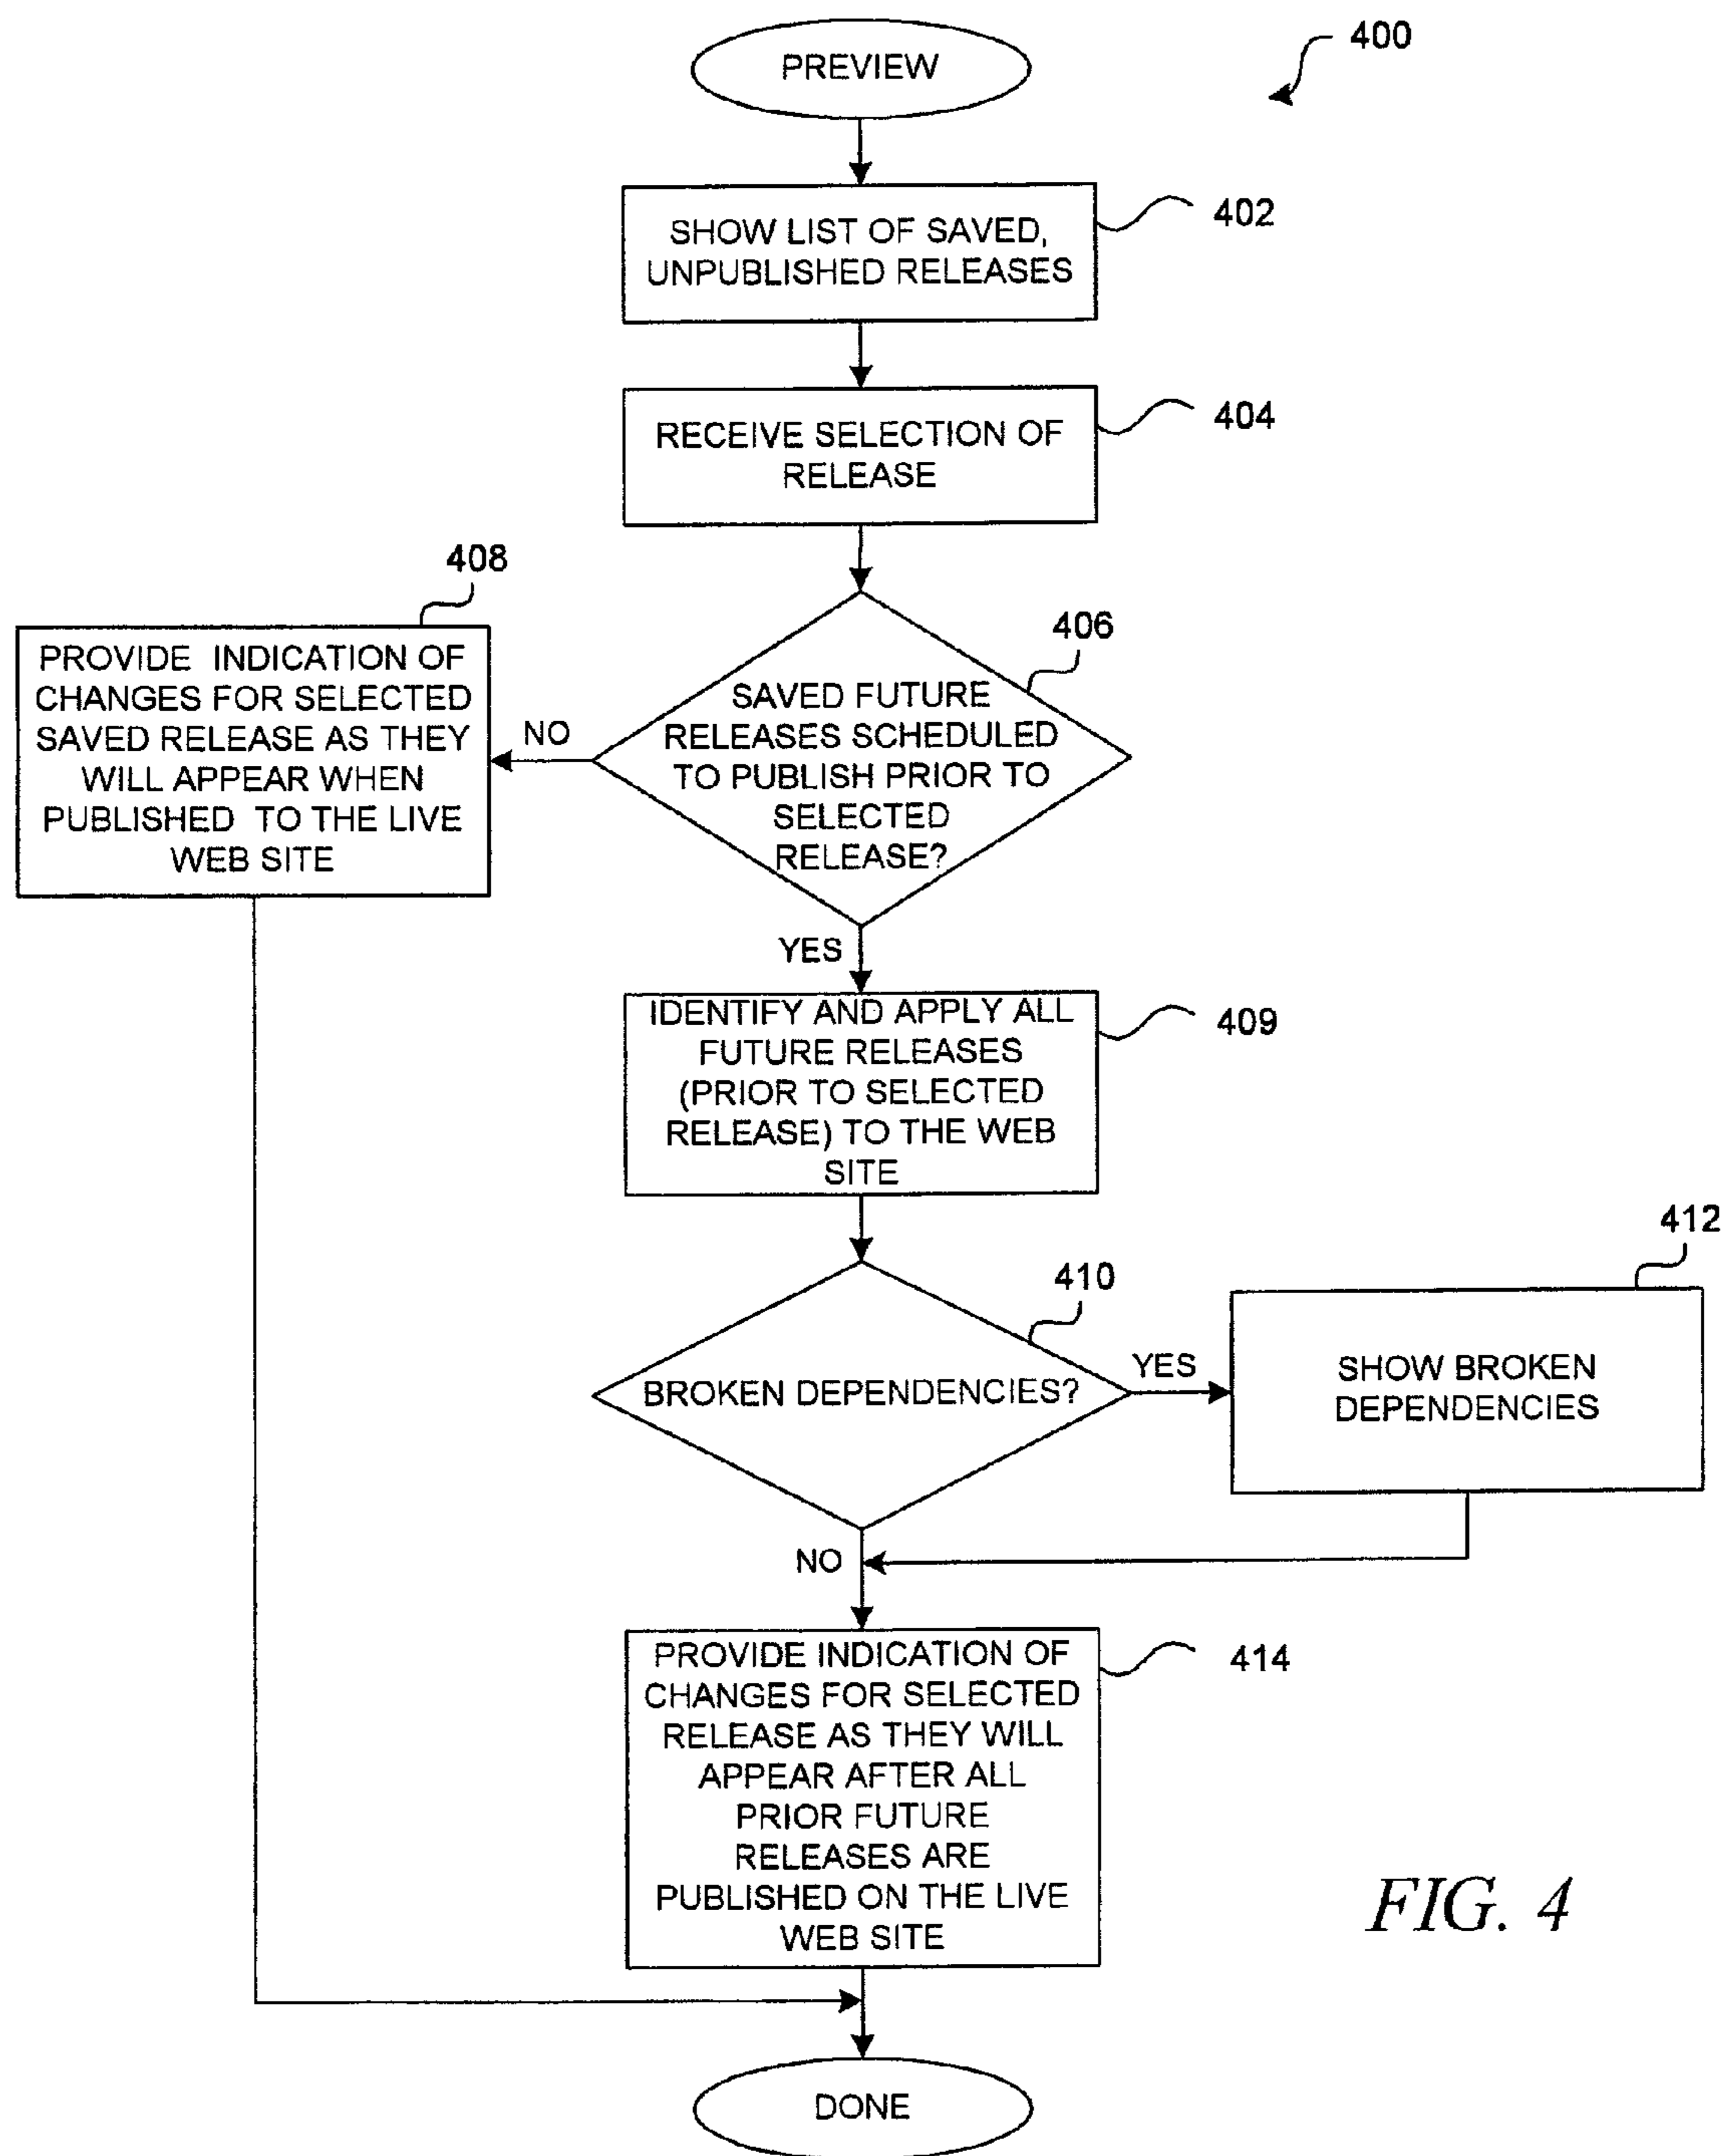 400
PREVIEW
402
SHOW LIST OF SAVED,
UNPUBLISHED RELEASES
404
RECEIVE SELECTION OF
RELEASE
408
PROVIDE INDICATION OF
CHANGES FOR SELECTED
SAVED RELEASE AS THEY
WILL APPEAR WHEN
PUBLISHED TO THE LIVE
WEB SITE
NO
406
SAVED FUTURE
RELEASES SCHEDULED
TO PUBLISH PRIOR TO
SELECTED
RELEASE?
YES
IDENTIFY AND APPLY ALL
FUTURE RELEASES
(PRIOR TO SELECTED
RELEASE) TO THE WEB
SITE
409
410
BROKEN DEPENDENCIES?
YES
412
SHOW BROKEN
DEPENDENCIES
NO
PROVIDE INDICATION OF
CHANGES FOR SELECTED
RELEASE AS THEY WILL
APPEAR AFTER ALL
PRIOR FUTURE
RELEASES ARE
PUBLISHED ON THE LIVE
WEB SITE
414
FIG. 4
DONE